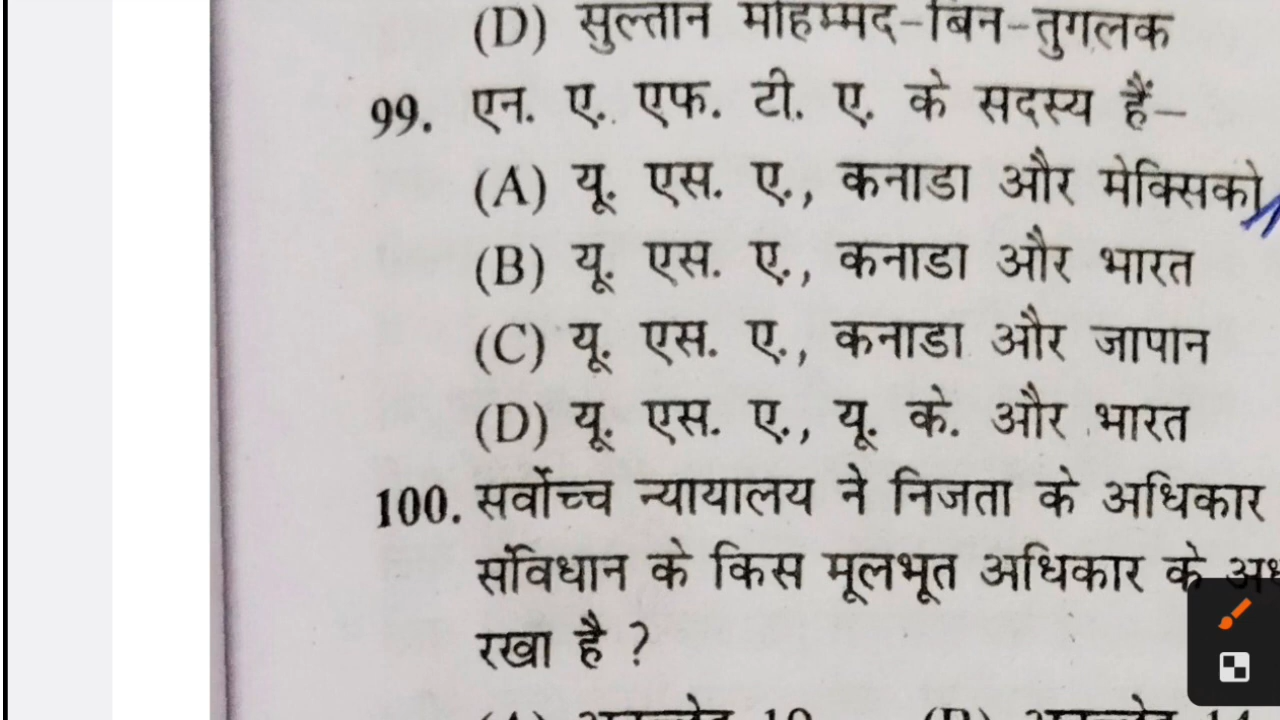 (D) सुल्तान मोहम्मद-बिन-तुगलक
99. एन. ए. एफ. टी. ए. के सदस्य हैं–
(A) यू. एस. ए., कनाडा और मेक्सिको
(B) यू. एस. ए., कनाडा और भारत
(C) यू. एस. ए., कनाडा और जापान
(D) यू. एस. ए., यू. के. और भारत
100. सर्वोच्च न्यायालय ने निजता के अधिकार
संविधान के किस मूलभूत अधिकार के
रखा है ?